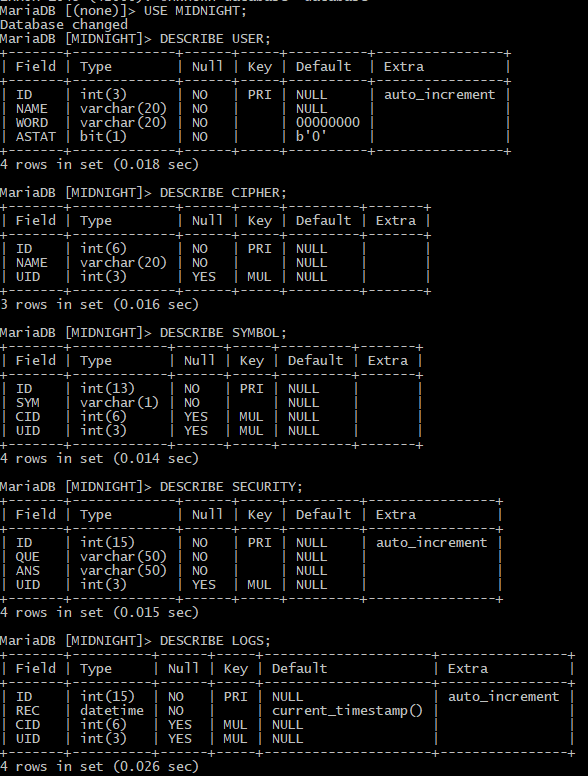 MariaDB [(none)]> USE MIDNIGHT;
Database changed
MariaDB [MIDNIGHT]> DESCRIBE USER;
+-------+-------------+------+-----+----------+----------------+
| Field | Type        | Null | Key | Default  | Extra          |
+-------+-------------+------+-----+----------+----------------+
| ID    | int(3)      | NO   | PRI | NULL     | auto_increment |
| NAME  | varchar(20) | NO   |     | NULL     |                |
| WORD  | varchar(20) | NO   |     | 00000000 |                |
| ASTAT | bit(1)      | NO   |     | b'0'     |                |
+-------+-------------+------+-----+----------+----------------+
4 rows in set (0.018 sec)
MariaDB [MIDNIGHT]> DESCRIBE CIPHER;
+-------+-------------+------+-----+---------+-------+
| Field | Type        | Null | Key | Default | Extra |
+-------+-------------+------+-----+---------+-------+
| ID    | int(6)      | NO   | PRI | NULL    |       |
| NAME  | varchar(20) | NO   |     | NULL    |       |
| UID   | int(3)      | YES  | MUL | NULL    |       |
+-------+-------------+------+-----+---------+-------+
3 rows in set (0.016 sec)
MariaDB [MIDNIGHT]> DESCRIBE SYMBOL;
+-------+------------+------+-----+---------+-------+
| Field | Type       | Null | Key | Default | Extra |
+-------+------------+------+-----+---------+-------+
| ID    | int(13)    | NO   | PRI | NULL    |       |
| SYM   | varchar(1) | NO   |     | NULL    |       |
| CID   | int(6)     | YES  | MUL | NULL    |       |
| UID   | int(3)     | YES  | MUL | NULL    |       |
+-------+------------+------+-----+---------+-------+
4 rows in set (0.014 sec)
MariaDB [MIDNIGHT]> DESCRIBE SECURITY;
+-------+-------------+------+-----+---------+----------------+
| Field | Type        | Null | Key | Default | Extra          |
+-------+-------------+------+-----+---------+----------------+
| ID    | int(15)     | NO   | PRI | NULL    | auto_increment |
| QUE   | varchar(50) | NO   |     | NULL    |                |
| ANS   | varchar(50) | NO   |     | NULL    |                |
| UID   | int(3)      | YES  | MUL | NULL    |                |
+-------+-------------+------+-----+---------+----------------+
4 rows in set (0.015 sec)
MariaDB [MIDNIGHT]> DESCRIBE LOGS;
+-------+----------+------+-----+---------------------+----------------+
| Field | Type     | Null | Key | Default             | Extra          |
+-------+----------+------+-----+---------------------+----------------+
| ID    | int(15)  | NO   | PRI | NULL                | auto_increment |
| REC   | datetime | NO   |     | current_timestamp() |                |
| CID   | int(6)   | YES  | MUL | NULL                |                |
| UID   | int(3)   | YES  | MUL | NULL                |                |
+-------+----------+------+-----+---------------------+----------------+
4 rows in set (0.026 sec)